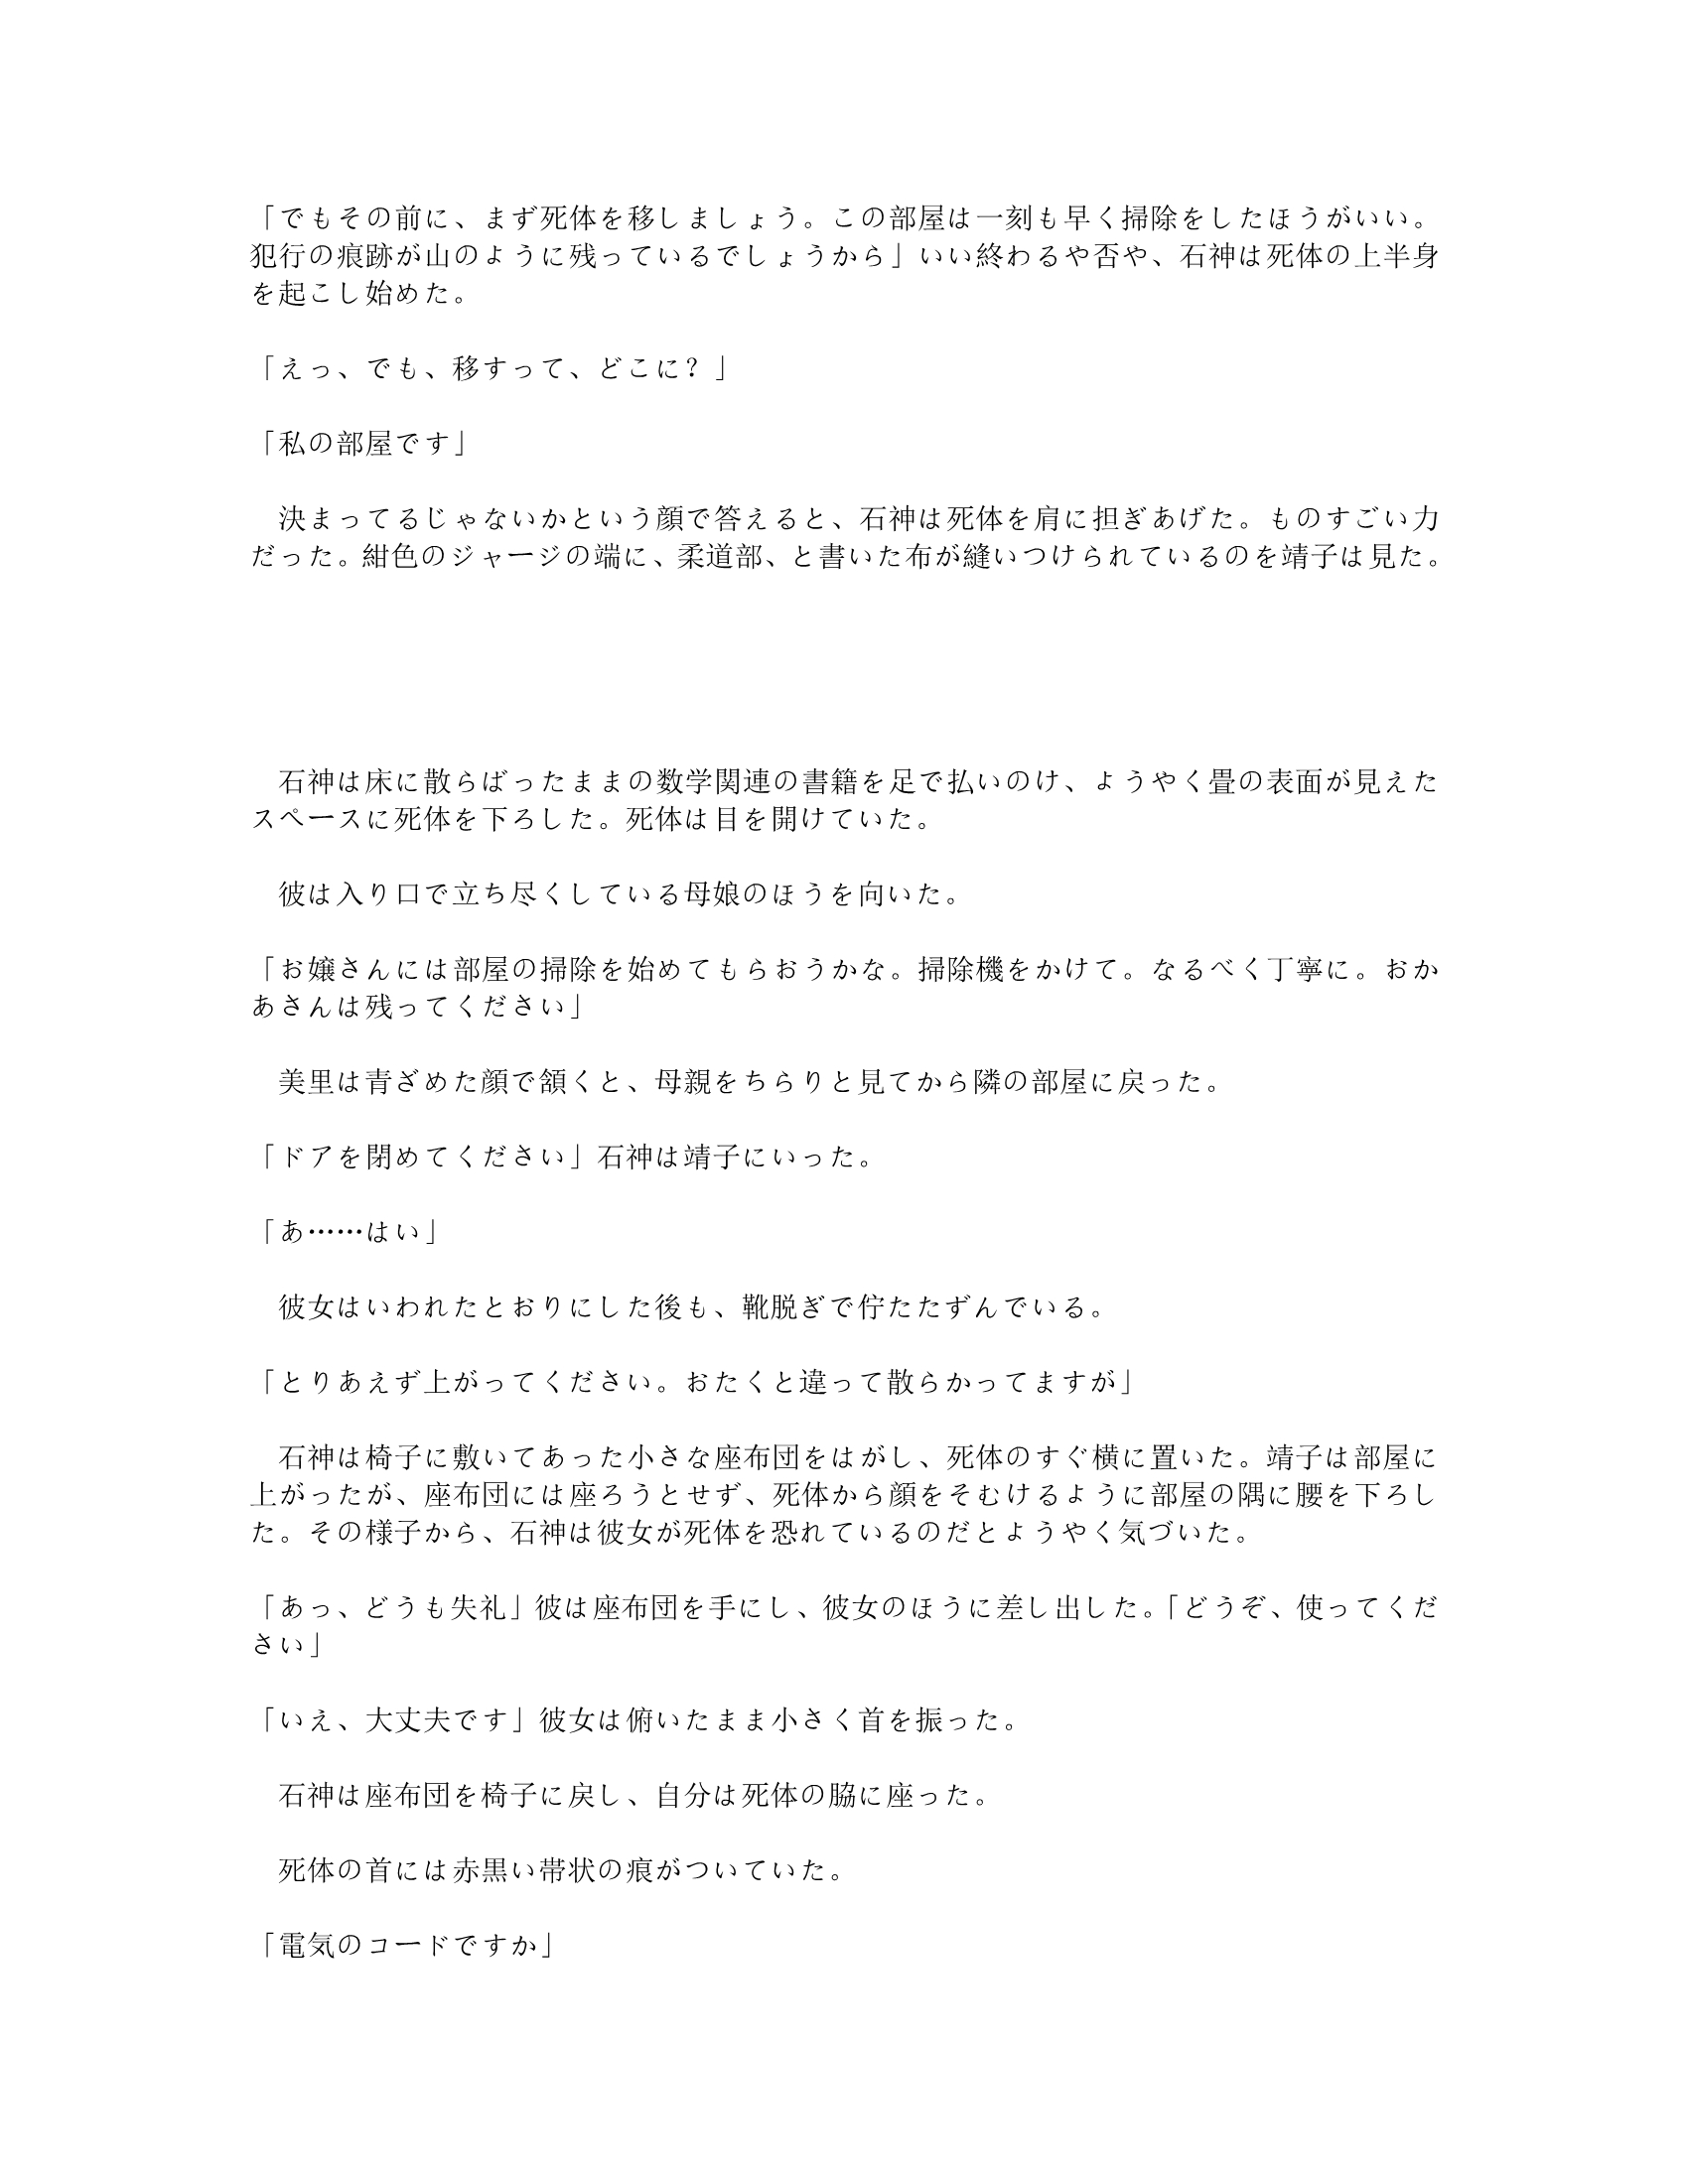 「でもその前に、まず死体を移しましょう。この部屋は一刻も早く掃除をしたほうがいい。
犯行の痕跡が山のように残っているでしょうから」いい終わるや否や、石神は死体の上半身
を起こし始めた。
「えっ、でも、移すって、どこに？」
「私の部屋です」
　決まってるじゃないかという顔で答えると、石神は死体を肩に担ぎあげた。ものすごい力
だった。紺色のジャージの端に、柔道部、と書いた布が縫いつけられているのを靖子は見た。
　石神は床に散らばったままの数学関連の書籍を足で払いのけ、ようやく畳の表面が見えた
スペースに死体を下ろした。死体は目を開けていた。
　彼は入り口で立ち尽くしている母娘のほうを向いた。
「お嬢さんには部屋の掃除を始めてもらおうかな。掃除機をかけて。なるべく丁寧に。おか
あさんは残ってください」
　美里は青ざめた顔で頷くと、母親をちらりと見てから隣の部屋に戻った。
「ドアを閉めてください」石神は靖子にいった。
「あ……はい」
　彼女はいわれたとおりにした後も、靴脱ぎで佇たたずんでいる。
「とりあえず上がってください。おたくと違って散らかってますが」
　石神は椅子に敷いてあった小さな座布団をはがし、死体のすぐ横に置いた。靖子は部屋に
上がったが、座布団には座ろうとせず、死体から顔をそむけるように部屋の隅に腰を下ろし
た。その様子から、石神は彼女が死体を恐れているのだとようやく気づいた。
「あっ、どうも失礼」彼は座布団を手にし、彼女のほうに差し出した。「どうぞ、使ってくだ
さい」
「いえ、大丈夫です」彼女は俯いたまま小さく首を振った。
　石神は座布団を椅子に戻し、自分は死体の脇に座った。
　死体の首には赤黒い帯状の痕がついていた。
「電気のコードですか」